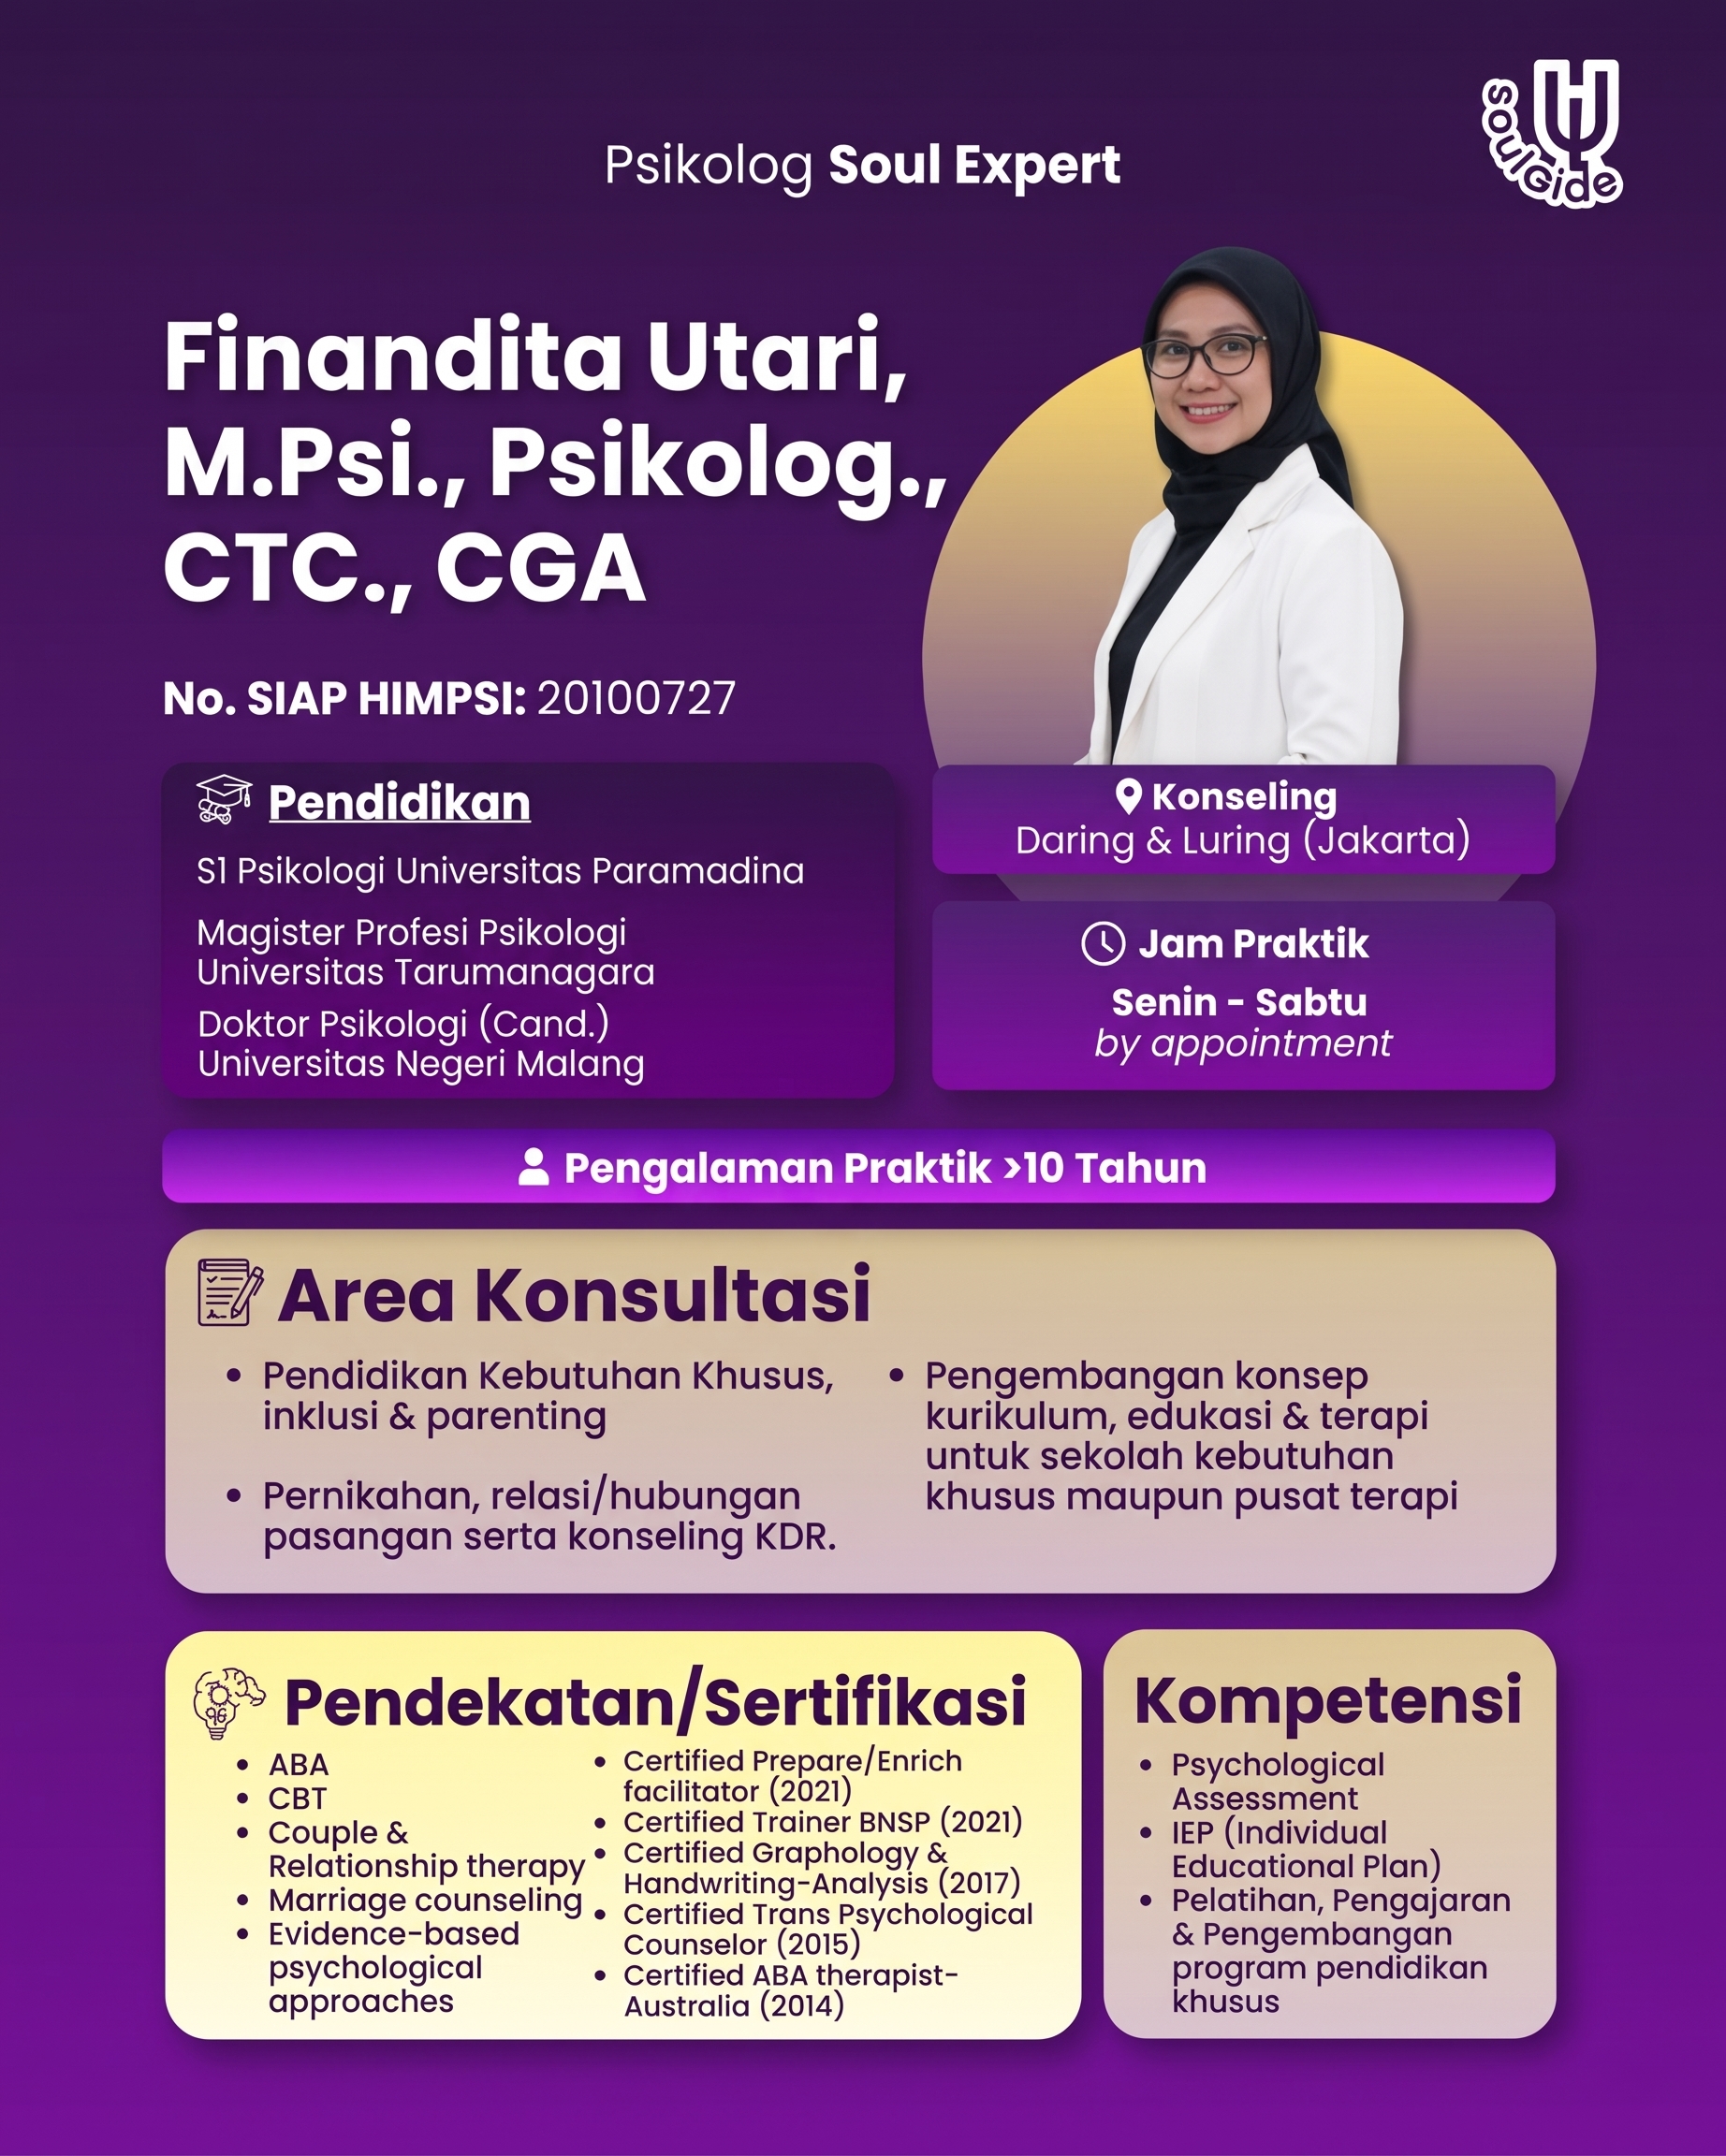 soulGide
Psikolog Soul Expert
Finandita Utari,
M.Psi., Psikolog.,
CTC., CGA
No. SIAP HIMPSI: 20100727
Pendidikan
S1 Psikologi Universitas Paramadina
Magister Profesi Psikologi
Universitas Tarumanagara
Doktor Psikologi (Cand.)
Universitas Negeri Malang
Konseling
Daring & Luring (Jakarta)
Jam Praktik
Senin - Sabtu
by appointment
Pengalaman Praktik >10 Tahun
Area Konsultasi
• Pendidikan Kebutuhan Khusus,
inklusi & parenting
• Pernikahan, relasi/hubungan
pasangan serta konseling KDR.
• Pengembangan konsep
kurikulum, edukasi & terapi
untuk sekolah kebutuhan
khusus maupun pusat terapi
Pendekatan/Sertifikasi
• ABA
• CBT
• Couple &
Relationship therapy
• Marriage counseling
• Evidence-based
psychological
approaches
• Certified Prepare/Enrich
facilitator (2021)
• Certified Trainer BNSP (2021)
• Certified Graphology &
Handwriting-Analysis (2017)
• Certified Trans Psychological
Counselor (2015)
• Certified ABA therapist-
Australia (2014)
Kompetensi
• Psychological
Assessment
• IEP (Individual
Educational Plan)
• Pelatihan, Pengajaran
& Pengembangan
program pendidikan
khusus